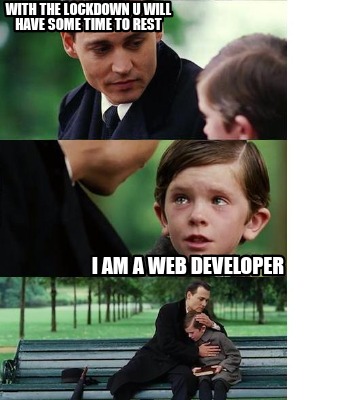 WITH THE LOCKDOWN U WILL
HAVE SOME TIME TO REST
I AM A WEB DEVELOPER